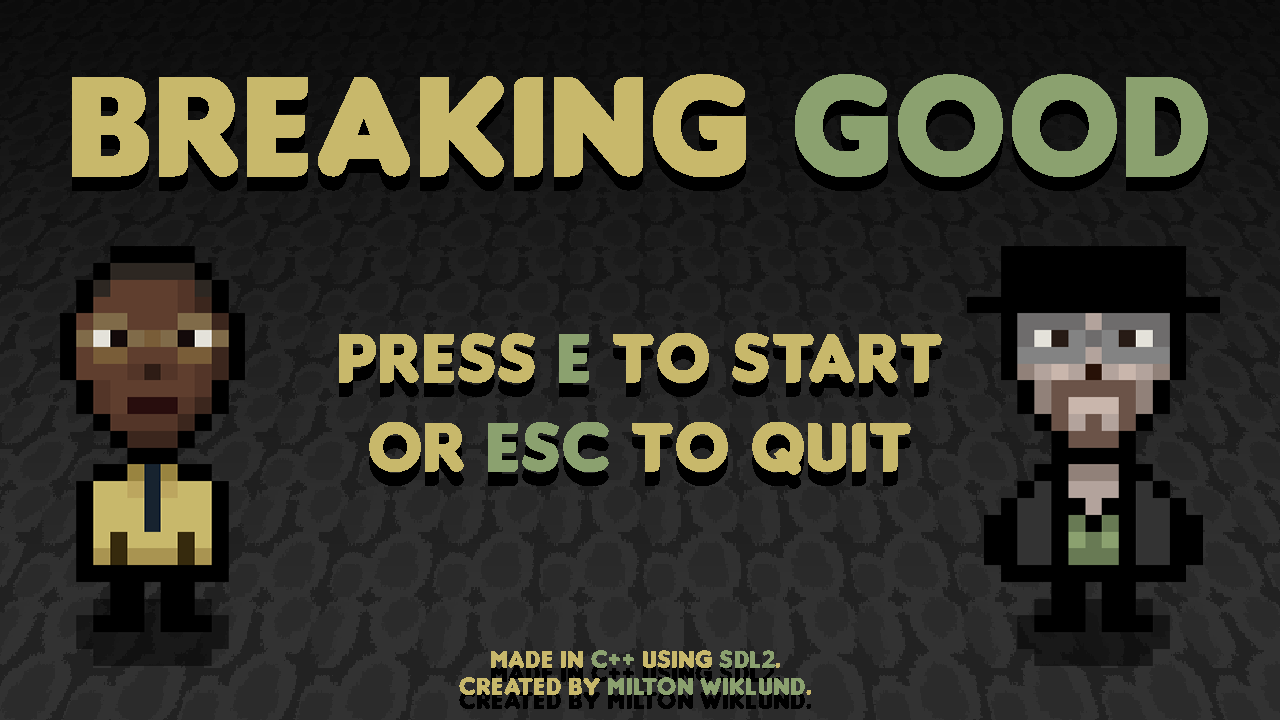 BREAKING GOOD
PRESS E TO START
OR ESC TO QUIT
MADE IN C++ USING SDL2.
CREATED BY MILTON WIKLUND.